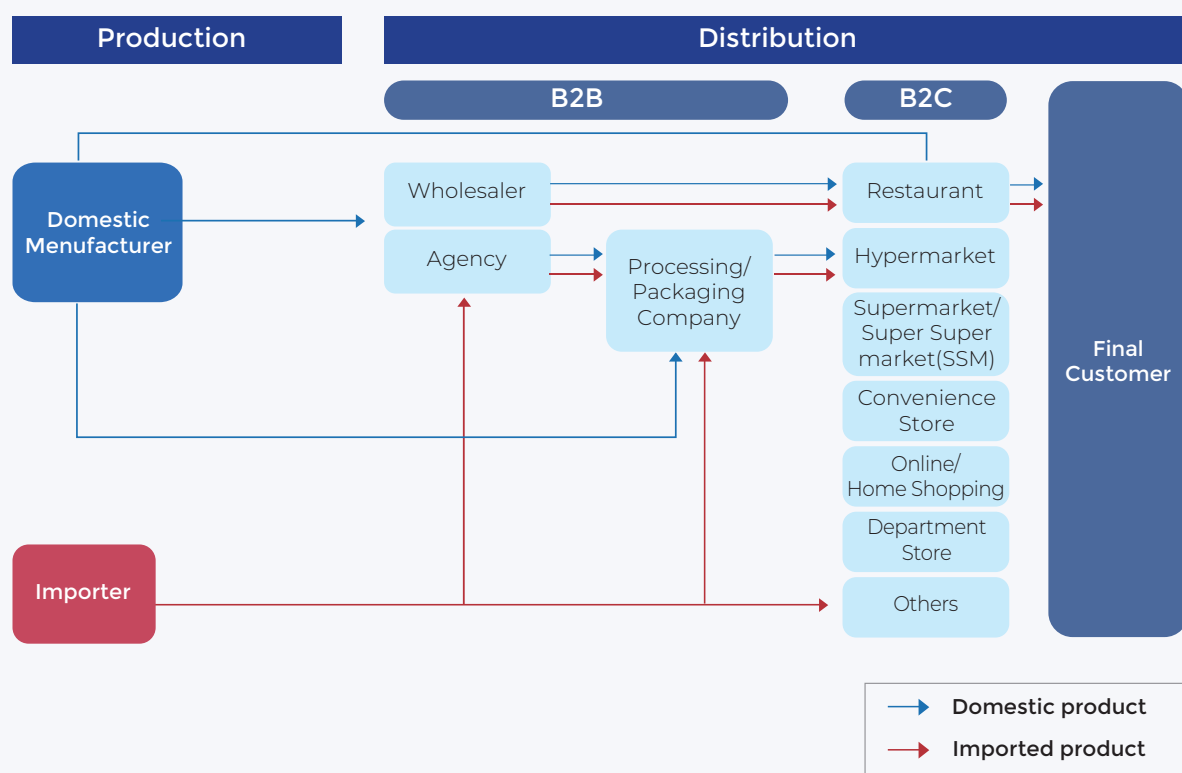 Production
Distribution
B2B
B2C
Domestic
Menufacturer
Wholesaler
Agency
Processing/
Packaging
Company
Restaurant
Hypermarket
Supermarket/
Super Super
market(SSM)
Convenience
Store
Online/
Home Shopping
Department
Store
Others
Final
Customer
Importer
Domestic product
Imported product